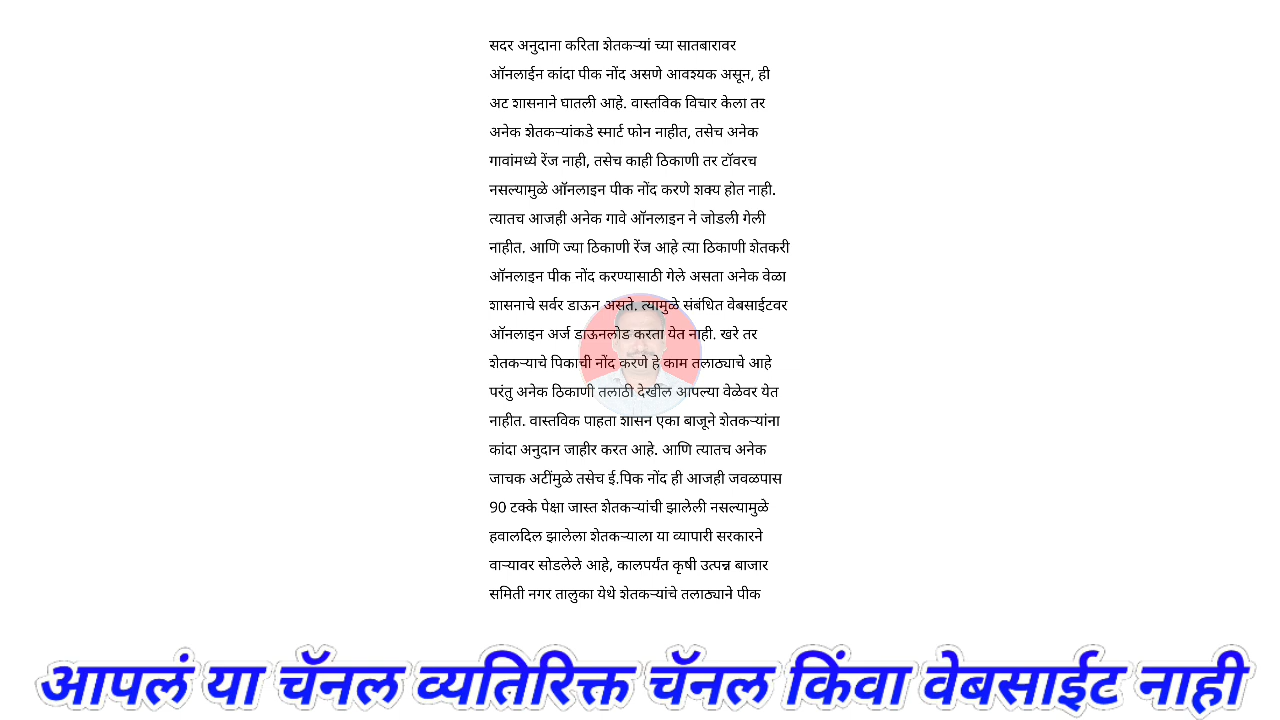 सदर अनुदाना करिता शेतकऱ्यां च्या सातबारावर
ऑनलाईन कांदा पीक नोंद असणे आवश्यक असून, ही
अट शासनाने घातली आहे. वास्तविक विचार केला तर
अनेक शेतकऱ्यांकडे स्मार्ट फोन नाहीत, तसेच अनेक
गावांमध्ये रेंज नाही, तसेच काही ठिकाणी तर टॉवरच
नसल्यामुळे ऑनलाइन पीक नोंद करणे शक्य होत नाही.
त्यातच आजही अनेक गावे ऑनलाइन ने जोडली गेली
नाहीत. आणि ज्या ठिकाणी रेंज आहे त्या ठिकाणी शेतकरी
ऑनलाइन पीक नोंद करण्यासाठी गेले असता अनेक वेळा
शासनाचे सर्वर डाऊन असते. त्यामुळे संबंधित वेबसाईटवर
ऑनलाइन अर्ज डाऊनलोड करता येत नाही. खरे तर
शेतकऱ्याचे पिकाची नोंद करणे हे काम तलाठ्याचे आहे
परंतु अनेक ठिकाणी तलाठी देखील आपल्या वेळेवर येत
नाहीत. वास्तविक पाहता शासन एका बाजूने शेतकऱ्यांना
कांदा अनुदान जाहीर करत आहे. आणि त्यातच अनेक
जाचक अटींमुळे तसेच ई.पिक नोंद ही आजही जवळपास
90 टक्के पेक्षा जास्त शेतकऱ्यांची झालेली नसल्यामुळे
हवालदिल झालेला शेतकऱ्याला या व्यापारी सरकारने
वाऱ्यावर सोडलेले आहे, कालपर्यंत कृषी उत्पन्न बाजार
समिती नगर तालुका येथे शेतकऱ्यांचे तलाठ्याने पीक
आपलं या चॅनल व्यतिरिक्त चॅनल किंवा वेबसाईट नाही